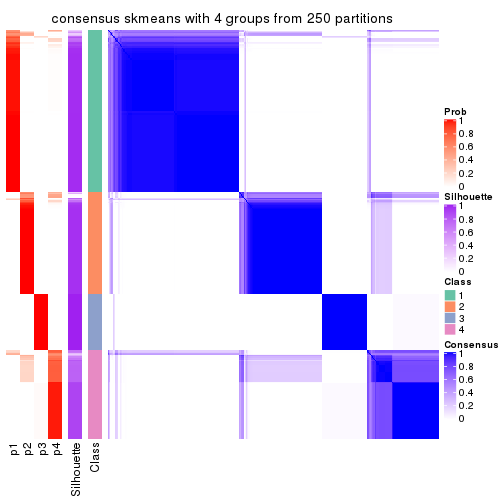 consensus skmeans with 4 groups from 250 partitions
Prob
1
0.8
0.6
0.4
0.2
0
Silhouette
1
0.8
0.6
0.4
0.2
0
Class
1
2
3
4
Consensus
1
0.8
0.6
0.4
0.2
0
p1
p2
p3
p4
Silhouette
Class